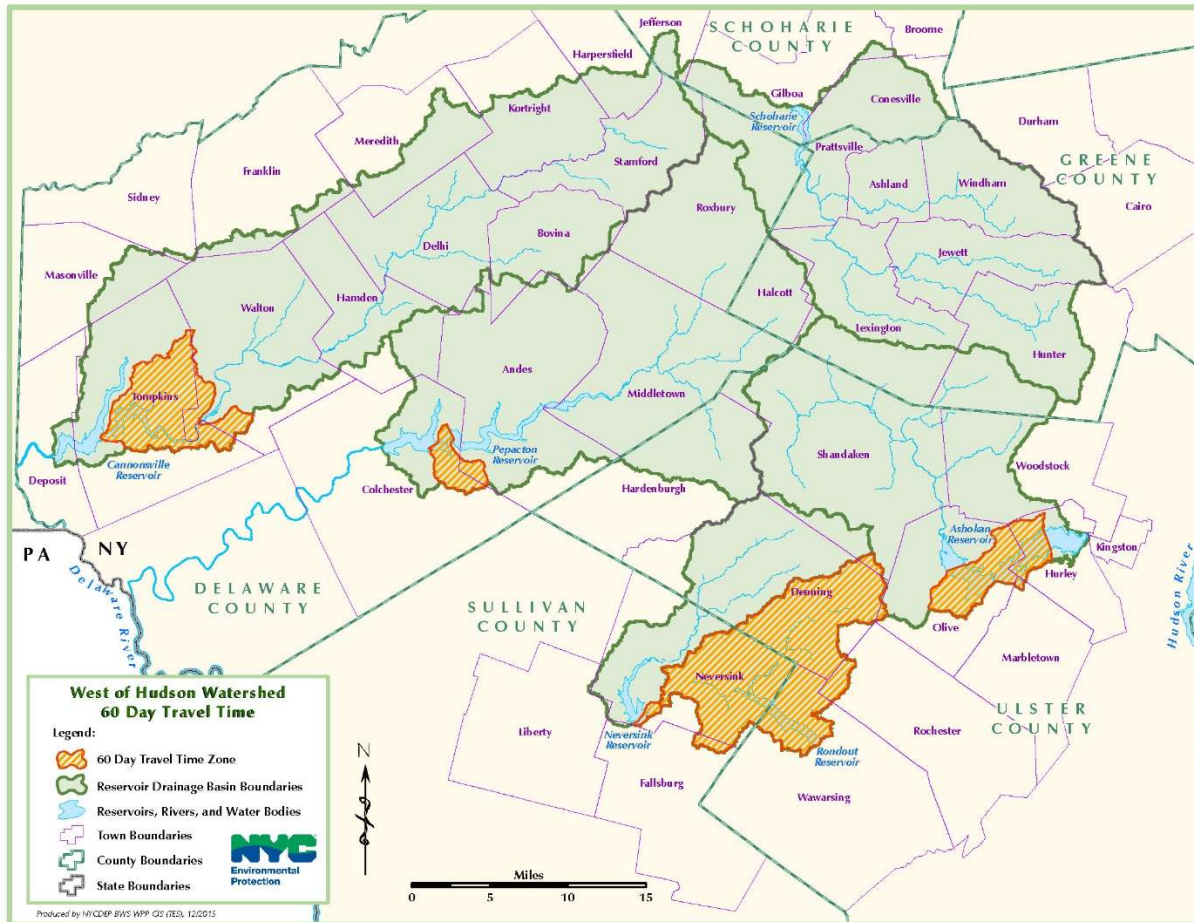 Jefferson
SCHOHARIE
COUNTY
Broome
Harpersfield
Gilboa
Conesville
Kortright
Schoharie
Reservoir
Durham
Meredith
Prattsville
GREENE
COUNTY
Franklin
Stamford
Ashland
Windham
Sidney
Roxbury
Cairo
Bovina
Delhi
Jewett
Masonville
Hamden
Halcott
Walton
Lexington
Hunter
Andes
Tompkins
Middletown
Shandaken
Pepacton
Reservoir
Woodstock
Cannonsville
Reservoir
Deposit
Colchester
Hardenburgh
Ashokan
Reservoir
Kingston
PA
NY
Hurley
Delaware River
DELAWARE
COUNTY
Denning
SULLIVAN
COUNTY
Olive
Hudson River
Marbletown
Neversink
ULSTER
COUNTY
Liberty
Neversink
Reservoir
Rochester
Rondout
Reservoir
Fallsburg
Wawarsing
West of Hudson Watershed
60 Day Travel Time
Legend:
60 Day Travel Time Zone
Reservoir Drainage Basin Boundaries
Reservoirs, Rivers, and Water Bodies
Town Boundaries
County Boundaries
State Boundaries
NYC
Environmental
Protection
N
Miles
0 5 10 15
Produced by NYCDEP BWS WPP GIS (TES), 12/2015